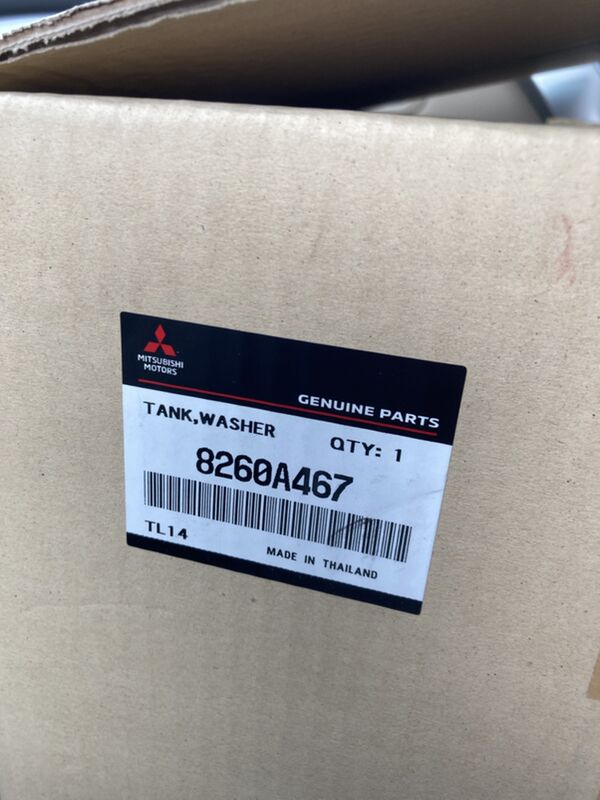 MITSUBISHI
MOTORS
GENUINE PARTS
TANK,WASHER
QTY: 1
8260A467
TL14
MADE IN THAILAND